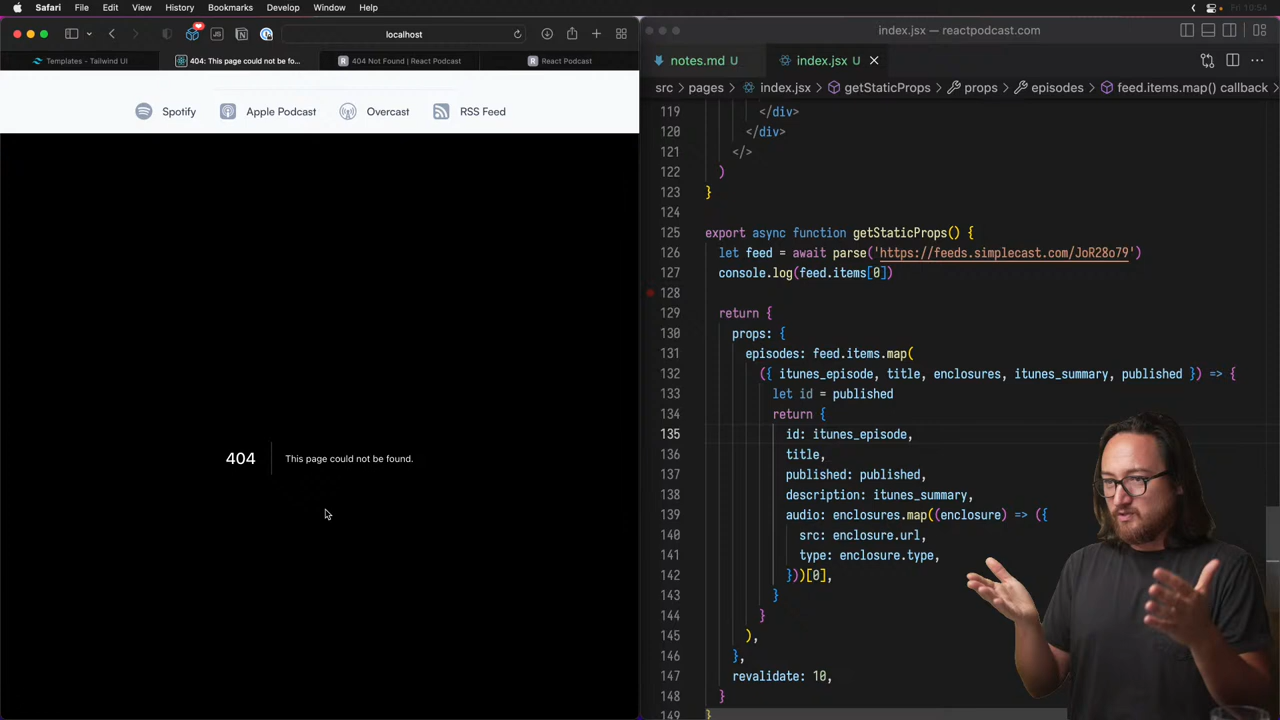 Safari File Edit View History Bookmarks Develop Window Help
Fri 10:54
localhost
Templates - Tailwind UI
404: This page could not be fo...
404 Not Found | React Podcast
React Podcast
Spotify
Apple Podcast
Overcast
RSS Feed
404
This page could not be found.
index.jsx — reactpodcast.com
notes.md U
index.jsx U
src > pages > index.jsx > getStaticProps > props > episodes > feed.items.map() callback
119 </div>
120 </div>
121 </>
122 )
123 }
124
125 export async function getStaticProps() {
126 let feed = await parse('https://feeds.simplecast.com/JoR28o79')
127 console.log(feed.items[0])
128
129 return {
130 props: {
131 episodes: feed.items.map(
132 ({ itunes_episode, title, enclosures, itunes_summary, published }) => {
133 let id = published
134 return {
135 id: itunes_episode,
136 title,
137 published: published,
138 description: itunes_summary,
139 audio: enclosures.map((enclosure) => ({
140 src: enclosure.url,
141 type: enclosure.type,
142 }))[0],
143 }
144 }
145 ),
146 },
147 revalidate: 10,
148 }
149 }